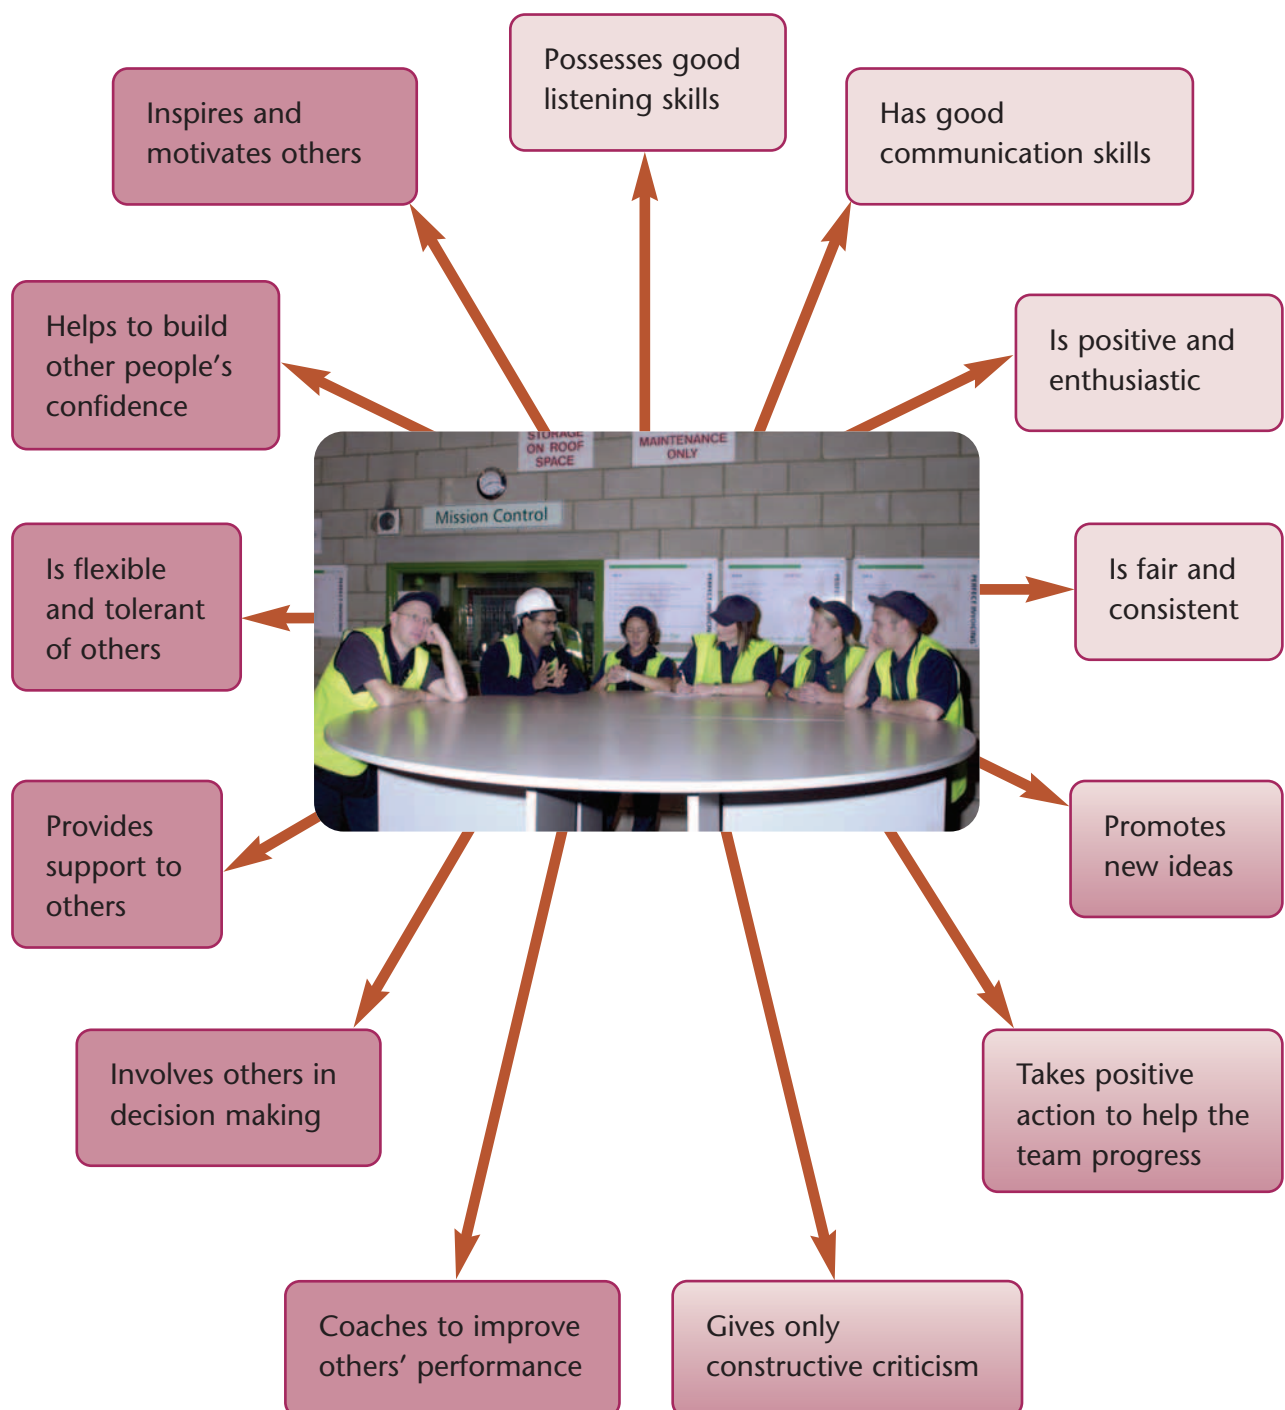 Possesses good
listening skills
Has good
communication skills
Is positive and
enthusiastic
Is fair and
consistent
Promotes
new ideas
Takes positive
action to help the
team progress
Gives only
constructive criticism
Coaches to improve
others’ performance
Involves others in
decision making
Provides
support to
others
Is flexible
and tolerant
of others
Helps to build
other people’s
confidence
Inspires and
motivates others
STORAGE
ON ROOF
SPACE
MAINTENANCE
ONLY
Mission Control